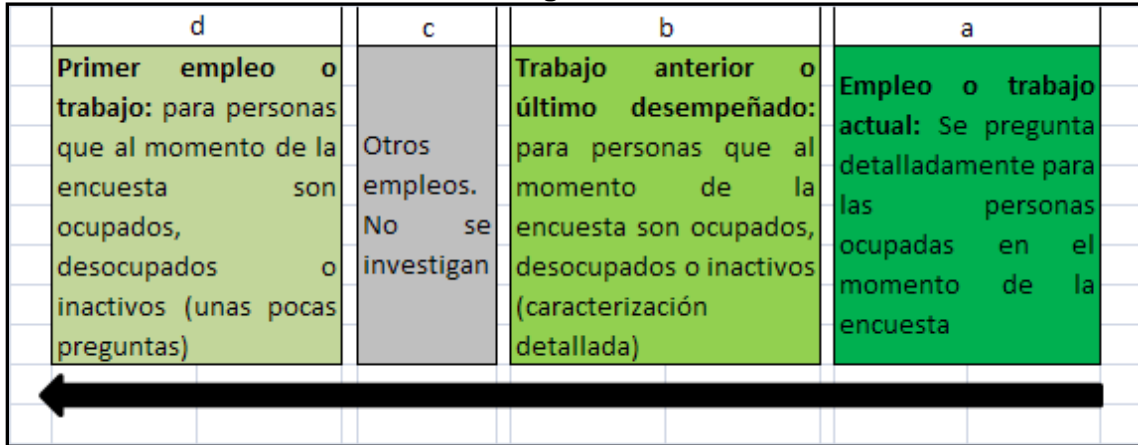 d
Primer empleo o
trabajo: para personas
que al momento de la
encuesta son
ocupados,
desocupados o
inactivos (unas pocas
preguntas)
c
Otros
empleos.
No se
investigan
b
Trabajo anterior o
último desempeñado:
para personas que al
momento de la
encuesta son ocupados,
desocupados o inactivos
(caracterización
detallada)
a
Empleo o trabajo
actual: Se pregunta
detalladamente para
las personas
ocupadas en el
momento de la
encuesta